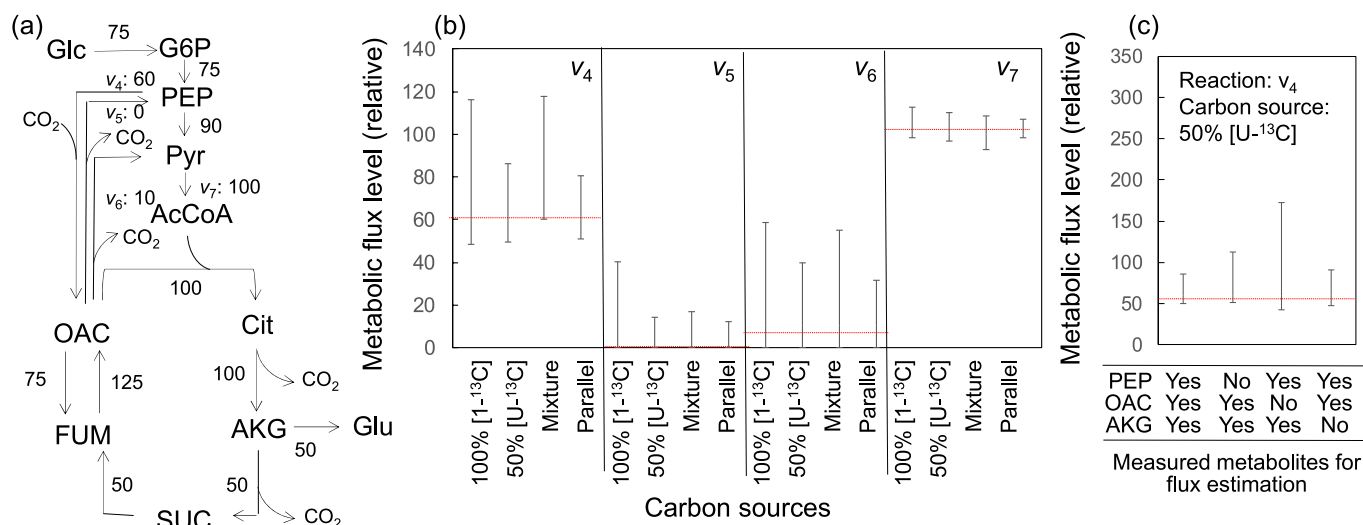 (a)
Glc
75
G6P
75
v4: 60
PEP
v5: 0
CO2
CO2
90
Pyr
v6: 10
v7: 100
AcCoA
CO2
100
OAC
Cit
75
125
100
CO2
FUM
AKG
Glu
50
50
50
CO2
SUC
(b)
Metabolic flux level (relative)
140
120
100
80
60
40
20
0
v4
v5
v6
v7
100% [1-13C]
50% [U-13C]
Mixture
Parallel
100% [1-13C]
50% [U-13C]
Mixture
Parallel
100% [1-13C]
50% [U-13C]
Mixture
Parallel
100% [1-13C]
50% [U-13C]
Mixture
Parallel
Carbon sources
(c)
Metabolic flux level (relative)
350
300
250
200
150
100
50
0
Reaction: v4
Carbon source:
50% [U-13C]
PEP Yes No Yes Yes
OAC Yes Yes No Yes
AKG Yes Yes Yes No
Measured metabolites for
flux estimation